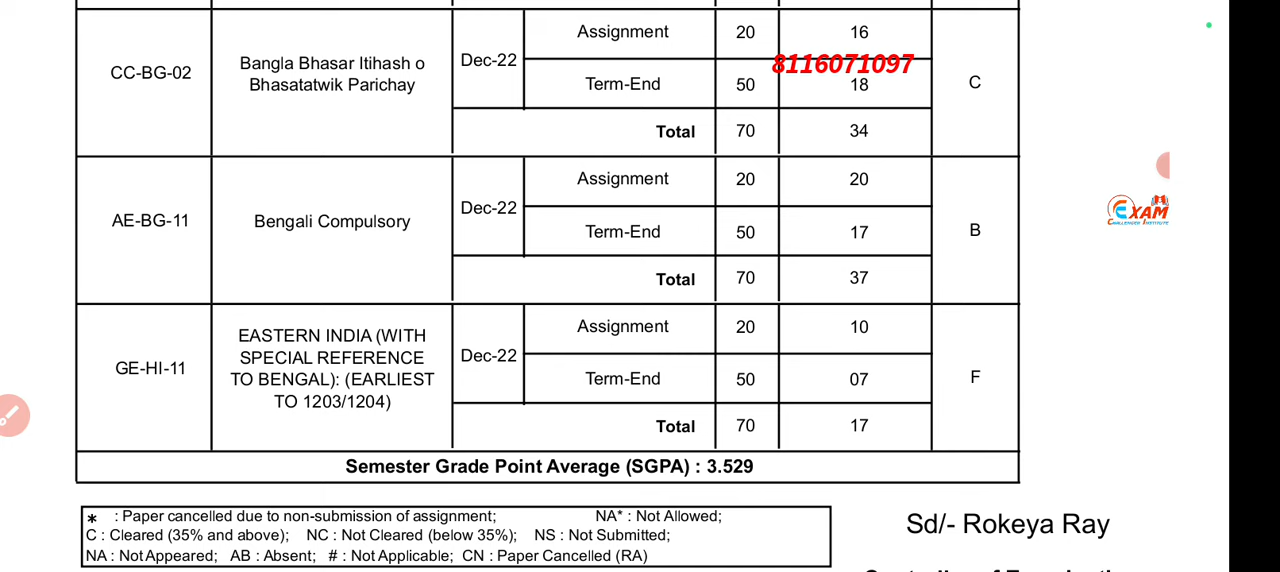 Assignment 20 16
CC-BG-02 Bangla Bhasar Itihash o Bhasatatwik Parichay Dec-22 8116071097
Term-End 50 18 C
Total 70 34
Assignment 20 20
AE-BG-11 Bengali Compulsory Dec-22
Term-End 50 17 B
Total 70 37
Assignment 20 10
GE-HI-11 EASTERN INDIA (WITH
SPECIAL REFERENCE
TO BENGAL): (EARLIEST
TO 1203/1204) Dec-22
Term-End 50 07 F
Total 70 17
Semester Grade Point Average (SGPA) : 3.529
* : Paper cancelled due to non-submission of assignment; NA* : Not Allowed;
C : Cleared (35% and above); NC : Not Cleared (below 35%); NS : Not Submitted;
NA : Not Appeared; AB : Absent; # : Not Applicable; CN : Paper Cancelled (RA)
Sd/- Rokeya Ray
EXAM
CHALLENGER INSTITUTE